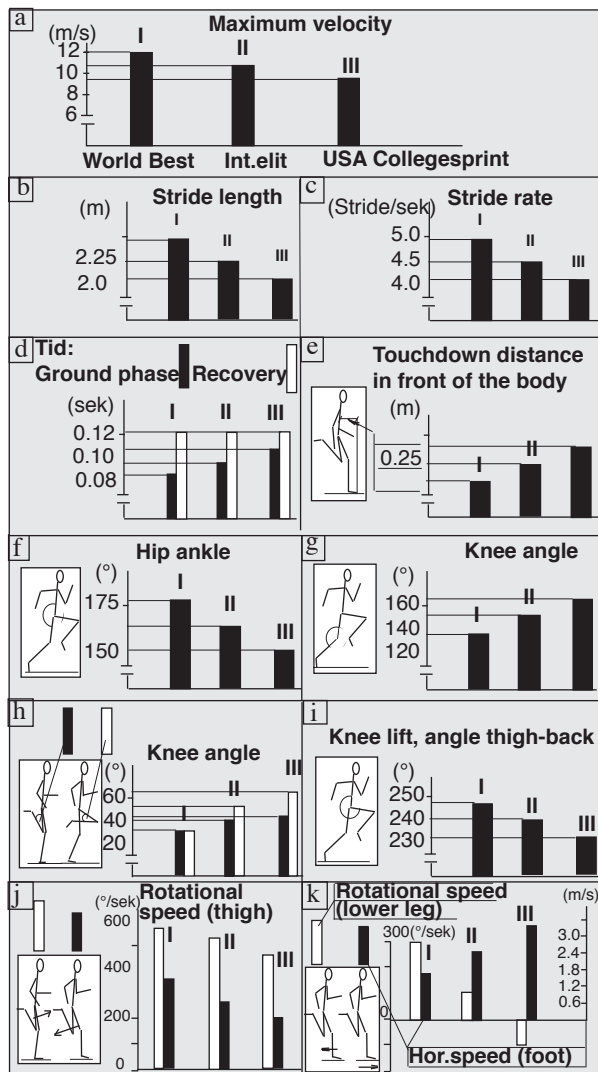 a
Maximum velocity
(m/s)
I
II
III
12
10
8
6
World Best
Int.elit
USA Collegesprint
b
Stride length
(m)
I
II
III
2.25
2.0
c
Stride rate
(Stride/sek)
I
II
III
5.0
4.5
4.0
d
Tid:
Ground phase
Recovery
(sek)
I
II
III
0.12
0.10
0.90
0.08
e
Touchdown distance
in front of the body
(m)
0.25
I
II
f
Hip ankle
(°)
I
II
III
175
150
g
Knee angle
(°)
I
II
160
140
120
h
Knee angle
(°)
I
II
III
60
40
20
i
Knee lift, angle thigh-back
(°)
I
II
III
250
240
230
j
(°/sek)
Rotational
speed (thigh)
I
II
III
600
400
200
0
k
Rotational speed
(lower leg)
(m/s)
300(°/sek)
I
II
III
0
3.0
2.4
1.8
1.2
0.6
Hor.speed (foot)